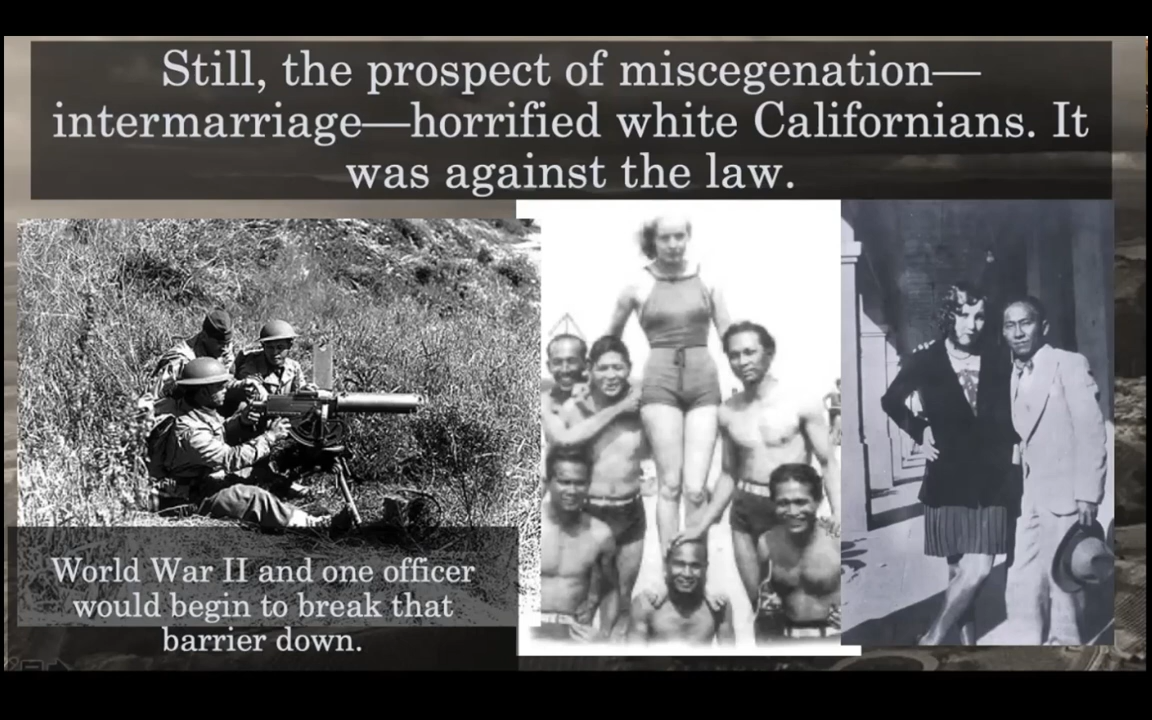 Still, the prospect of miscegenation—
intermarriage—horrified white Californians. It
was against the law.
World War II and one officer
would begin to break that
barrier down.